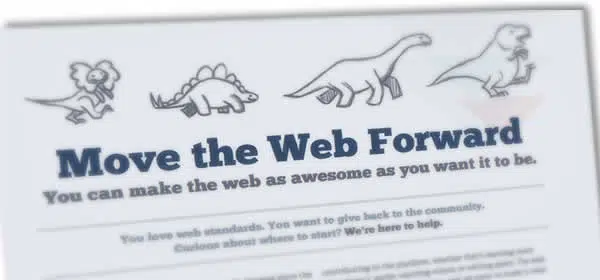 Move the Web Forward
You can make the web as awesome as you want it to be.
You love web standards. You want to give back to the community.
Curious about where to start? We're here to help.